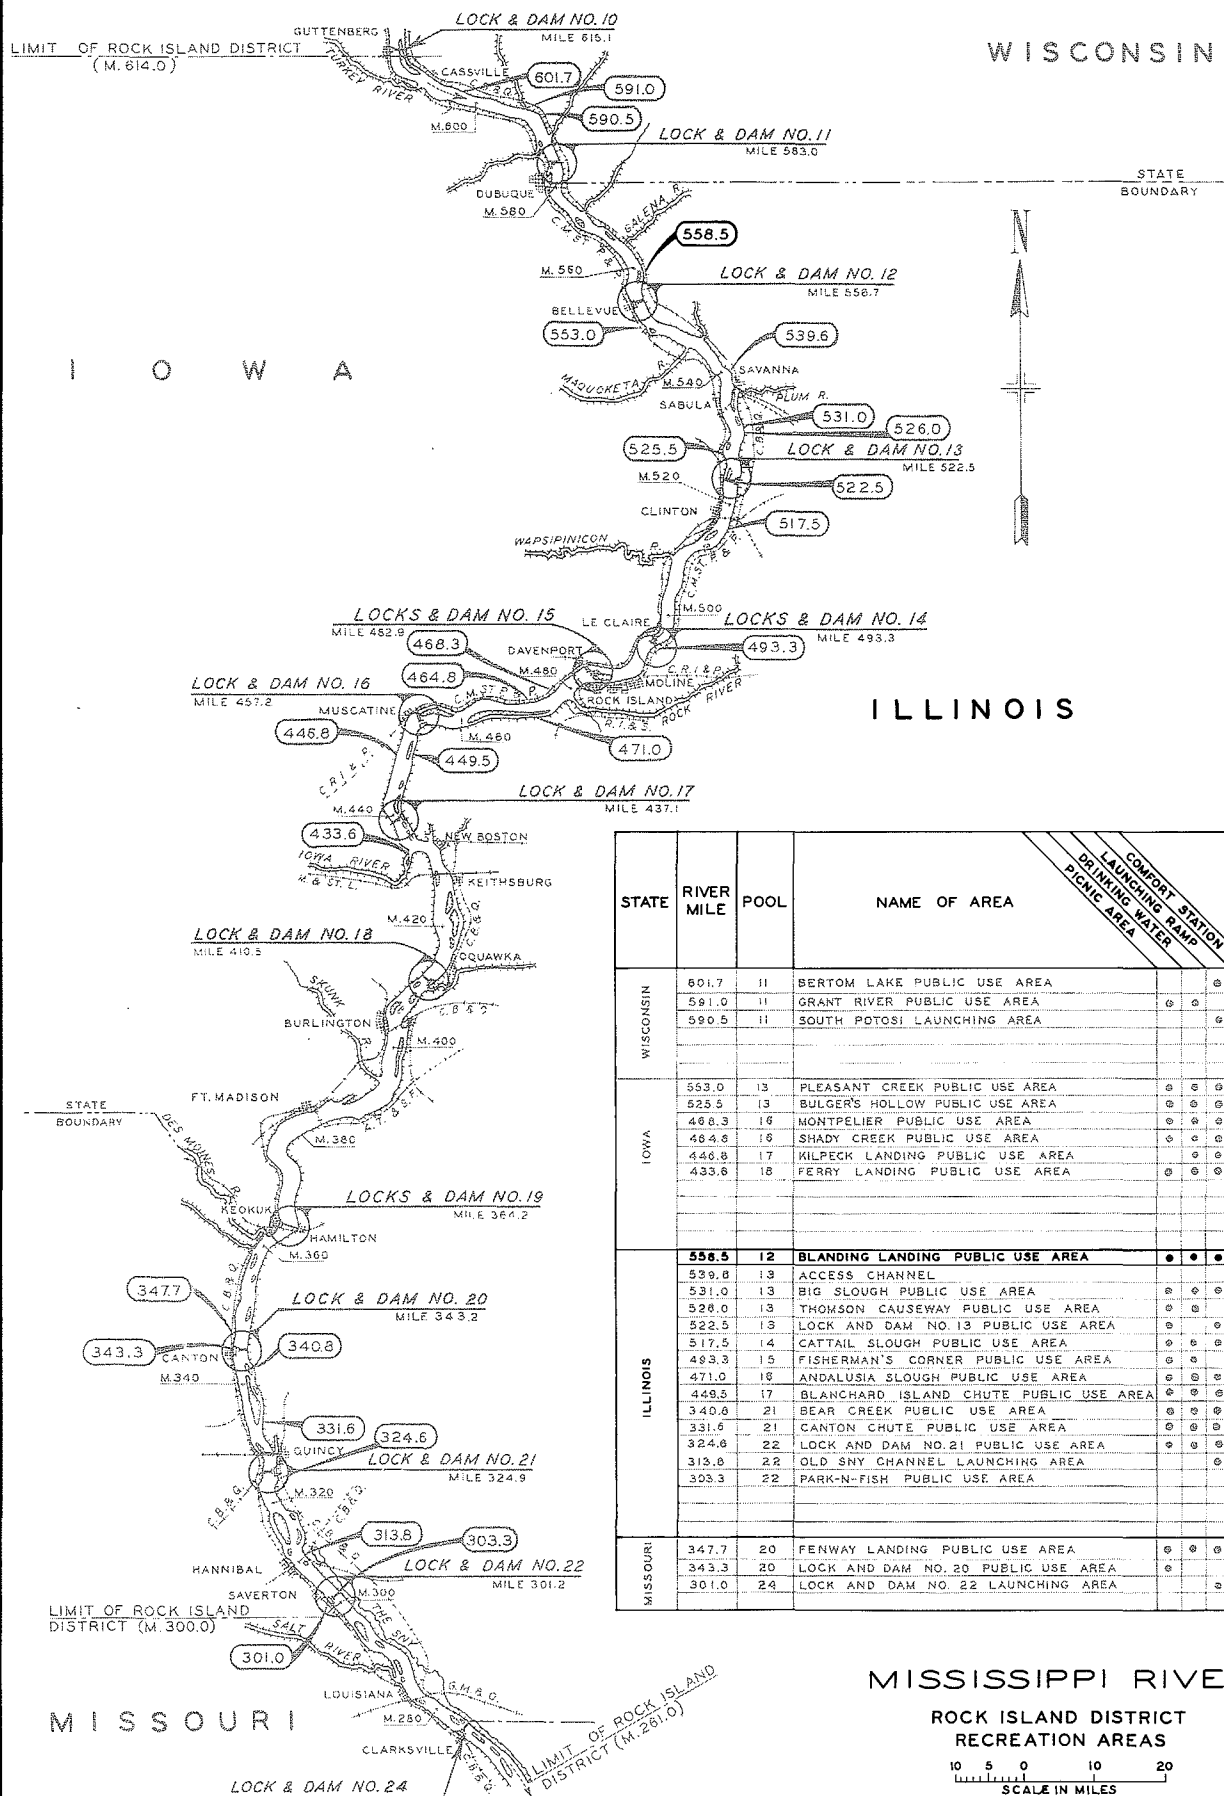 LOCK & DAM NO. 10
MILE 615.1
GUTTENBERG
LIMIT OF ROCK ISLAND DISTRICT
(M. 614.0)
WISCONSIN
TURKEY RIVER
CASSVILLE
C.B. & Q.
601.7
591.0
590.5
M.600
LOCK & DAM NO. 11
MILE 583.0
STATE
BOUNDARY
DUBUQUE
M.580
GALENA R.
C.M. ST. P. & P.
558.5
N
M.560
LOCK & DAM NO. 12
MILE 556.7
BELLEVUE
553.0
539.6
IOWA
MAQUOKETA R.
M.540
SAVANNA
SABULA
PLUM R.
531.0
526.0
C.B. & Q.
525.5
LOCK & DAM NO. 13
MILE 522.5
M.520
522.5
CLINTON
517.5
WAPSIPINICON R.
C.M. ST. P. & P.
M.500
LOCKS & DAM NO. 15
MILE 482.9
LE CLAIRE
LOCKS & DAM NO. 14
MILE 493.3
468.3
DAVENPORT
493.3
464.8
M.480
C.R.I. & P.
MOLINE
LOCK & DAM NO. 16
MILE 457.2
C.M. ST. P. & P.
ROCK ISLAND
ROCK RIVER
R.I. & S.
MUSCATINE
ILLINOIS
446.8
M.460
471.0
449.5
C.R.I. & P.
LOCK & DAM NO. 17
MILE 437.1
M.440
433.6
NEW BOSTON
IOWA RIVER
M. & ST. L.
KEITHSBURG
M.420
C.B. & Q.
LOCK & DAM NO. 18
MILE 410.5
OQUAWKA
SKUNK R.
BURLINGTON
C.B. & Q.
M.400
FT. MADISON
A.T. & S.F.
STATE
BOUNDARY
M.380
DES MOINES R.
LOCKS & DAM NO. 19
MILE 364.2
KEOKUK
HAMILTON
M.360
347.7
C.B. & Q.
LOCK & DAM NO. 20
MILE 343.2
343.3
CANTON
340.8
M.340
331.6
324.6
QUINCY
LOCK & DAM NO. 21
MILE 324.9
C.B. & Q.
M.320
C.B. & Q.
313.8
303.3
HANNIBAL
LOCK & DAM NO. 22
MILE 301.2
SAVERTON
M.300
LIMIT OF ROCK ISLAND
DISTRICT (M. 300.0)
THE SNY
SALT RIVER
301.0
LOUISIANA
G.M. & O.
MISSOURI
M.280
LIMIT OF ROCK ISLAND
DISTRICT (M. 261.0)
CLARKSVILLE
C.B. & Q.
LOCK & DAM NO. 24
STATE RIVER MILE POOL NAME OF AREA PICNIC AREA DRINKING WATER LAUNCHING RAMP COMFORT STATION
WISCONSIN
601.7 11 BERTOM LAKE PUBLIC USE AREA
591.0 11 GRANT RIVER PUBLIC USE AREA
590.5 11 SOUTH POTOSI LAUNCHING AREA
IOWA
553.0 13 PLEASANT CREEK PUBLIC USE AREA
525.5 13 BULGER'S HOLLOW PUBLIC USE AREA
468.3 16 MONTPELIER PUBLIC USE AREA
464.8 16 SHADY CREEK PUBLIC USE AREA
446.8 17 KILPECK LANDING PUBLIC USE AREA
433.6 18 FERRY LANDING PUBLIC USE AREA
ILLINOIS
558.5 12 BLANDING LANDING PUBLIC USE AREA
539.6 13 ACCESS CHANNEL
531.0 13 BIG SLOUGH PUBLIC USE AREA
526.0 13 THOMSON CAUSEWAY PUBLIC USE AREA
522.5 13 LOCK AND DAM NO. 13 PUBLIC USE AREA
517.5 14 CATTAIL SLOUGH PUBLIC USE AREA
493.3 15 FISHERMAN'S CORNER PUBLIC USE AREA
471.0 16 ANDALUSIA SLOUGH PUBLIC USE AREA
449.5 17 BLANCHARD ISLAND CHUTE PUBLIC USE AREA
340.8 21 BEAR CREEK PUBLIC USE AREA
331.6 21 CANTON CHUTE PUBLIC USE AREA
324.6 22 LOCK AND DAM NO. 21 PUBLIC USE AREA
313.8 22 OLD SNY CHANNEL LAUNCHING AREA
303.3 22 PARK-N-FISH PUBLIC USE AREA
MISSOURI
347.7 20 FENWAY LANDING PUBLIC USE AREA
343.3 20 LOCK AND DAM NO. 20 PUBLIC USE AREA
301.0 24 LOCK AND DAM NO. 22 LAUNCHING AREA
MISSISSIPPI RIVE
ROCK ISLAND DISTRICT
RECREATION AREAS
10 5 0 10 20
SCALE IN MILES